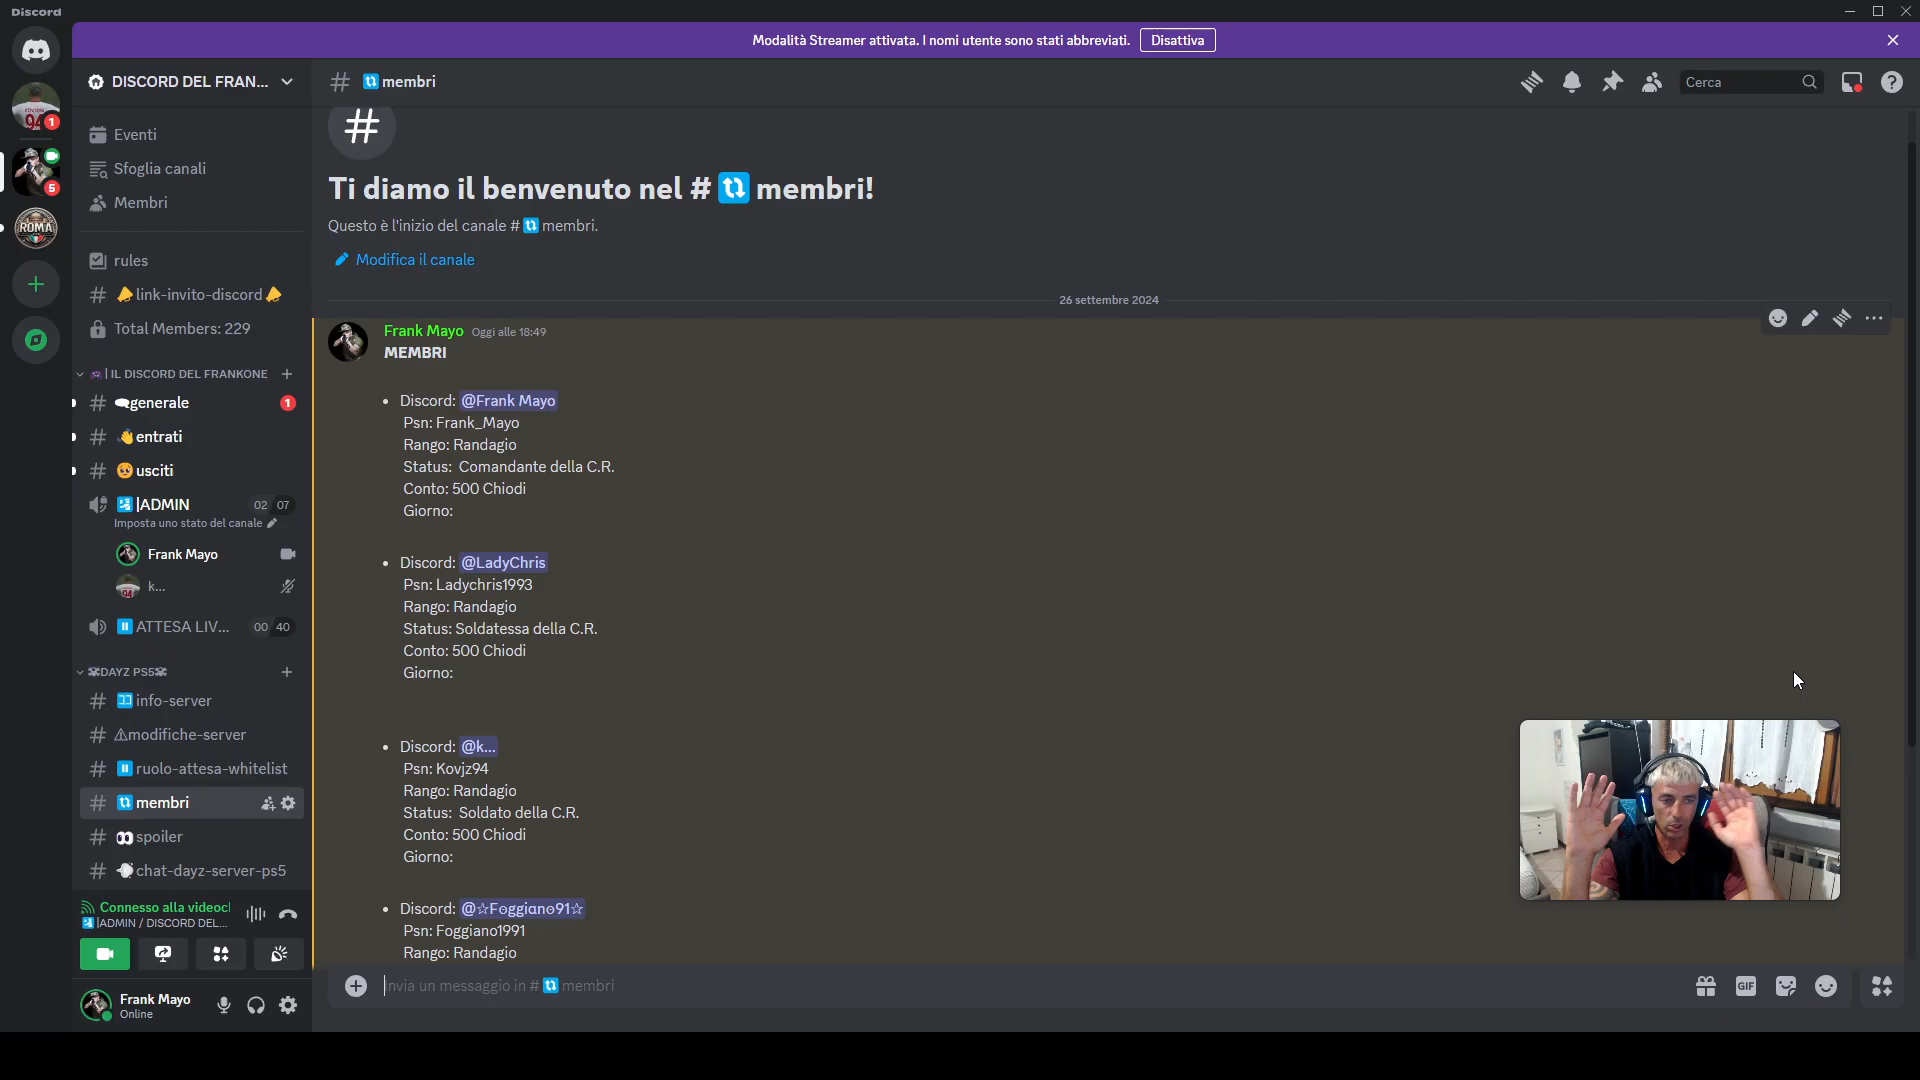 Discord
Modalità Streamer attivata. I nomi utente sono stati abbreviati. Disattiva
DISCORD DEL FRAN...
# membri
Cerca
Eventi
Sfoglia canali
Membri
rules
# link-invito-discord
Total Members: 229
| IL DISCORD DEL FRANKONE
# generale 1
# entrati
# usciti
|ADMIN 02 07
Imposta uno stato del canale
Frank Mayo
k...
ATTESA LIV... 00 40
DAYZ PS5
# info-server
# modifiche-server
# ruolo-attesa-whitelist
# membri
# spoiler
# chat-dayz-server-ps5
Connesso alla videoc
|ADMIN / DISCORD DEL...
Frank Mayo
Online
1
5
ROMA
#
Ti diamo il benvenuto nel # membri!
Questo è l'inizio del canale # membri.
Modifica il canale
26 settembre 2024
Frank Mayo Oggi alle 18:49
MEMBRI
• Discord: @Frank Mayo
Psn: Frank_Mayo
Rango: Randagio
Status: Comandante della C.R.
Conto: 500 Chiodi
Giorno:
• Discord: @LadyChris
Psn: Ladychris1993
Rango: Randagio
Status: Soldatessa della C.R.
Conto: 500 Chiodi
Giorno:
• Discord: @k...
Psn: Kovjz94
Rango: Randagio
Status: Soldato della C.R.
Conto: 500 Chiodi
Giorno:
• Discord: @☆Foggiano91☆
Psn: Foggiano1991
Rango: Randagio
Invia un messaggio in # membri
GIF